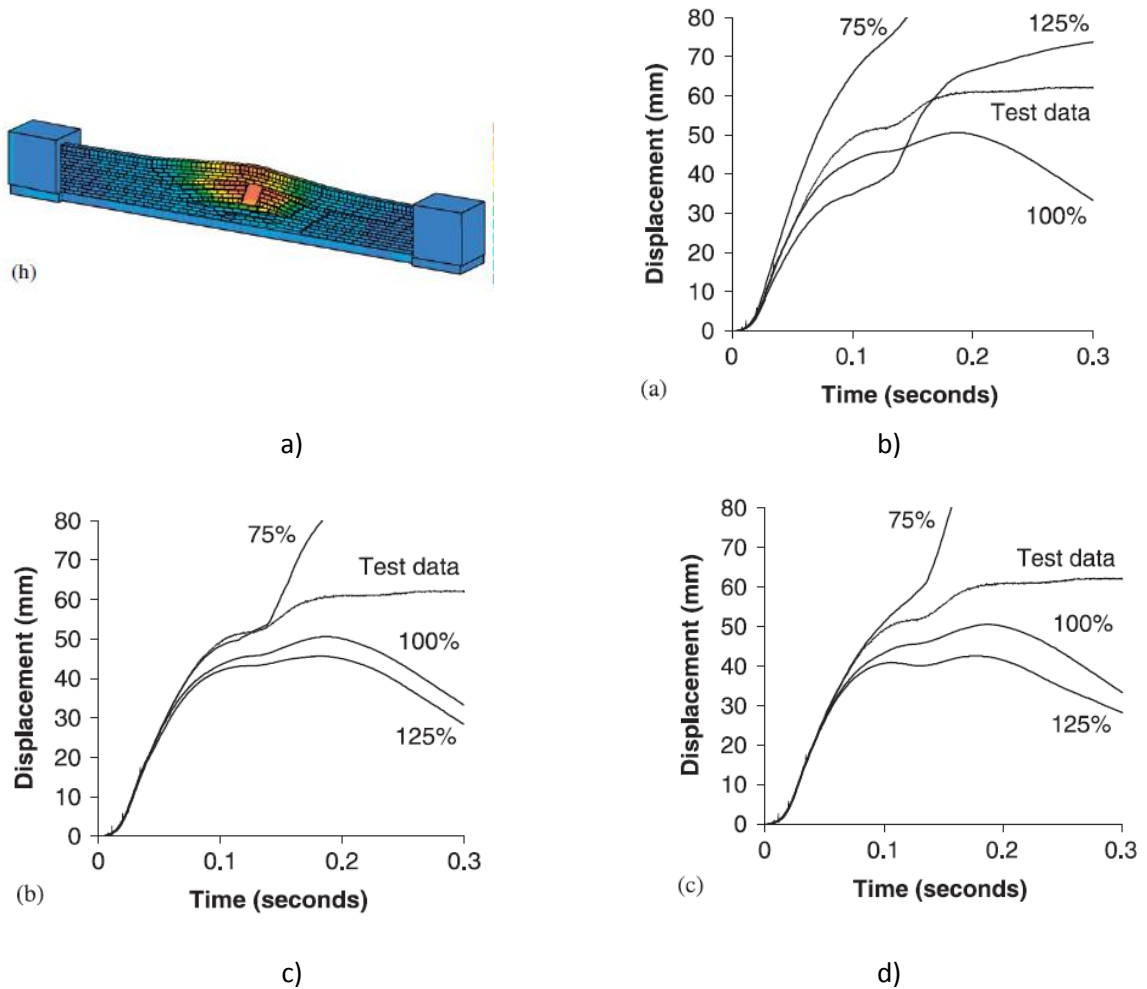 (h)
a)
80
70
60
50
40
30
20
10
0
Displacement (mm)
75%
125%
Test data
100%
0 0.1 0.2 0.3
Time (seconds)
(a)
b)
80
70
60
50
40
30
20
10
0
Displacement (mm)
75%
Test data
100%
125%
0 0.1 0.2 0.3
Time (seconds)
(b)
c)
80
70
60
50
40
30
20
10
0
Displacement (mm)
75%
Test data
100%
125%
0 0.1 0.2 0.3
Time (seconds)
(c)
d)